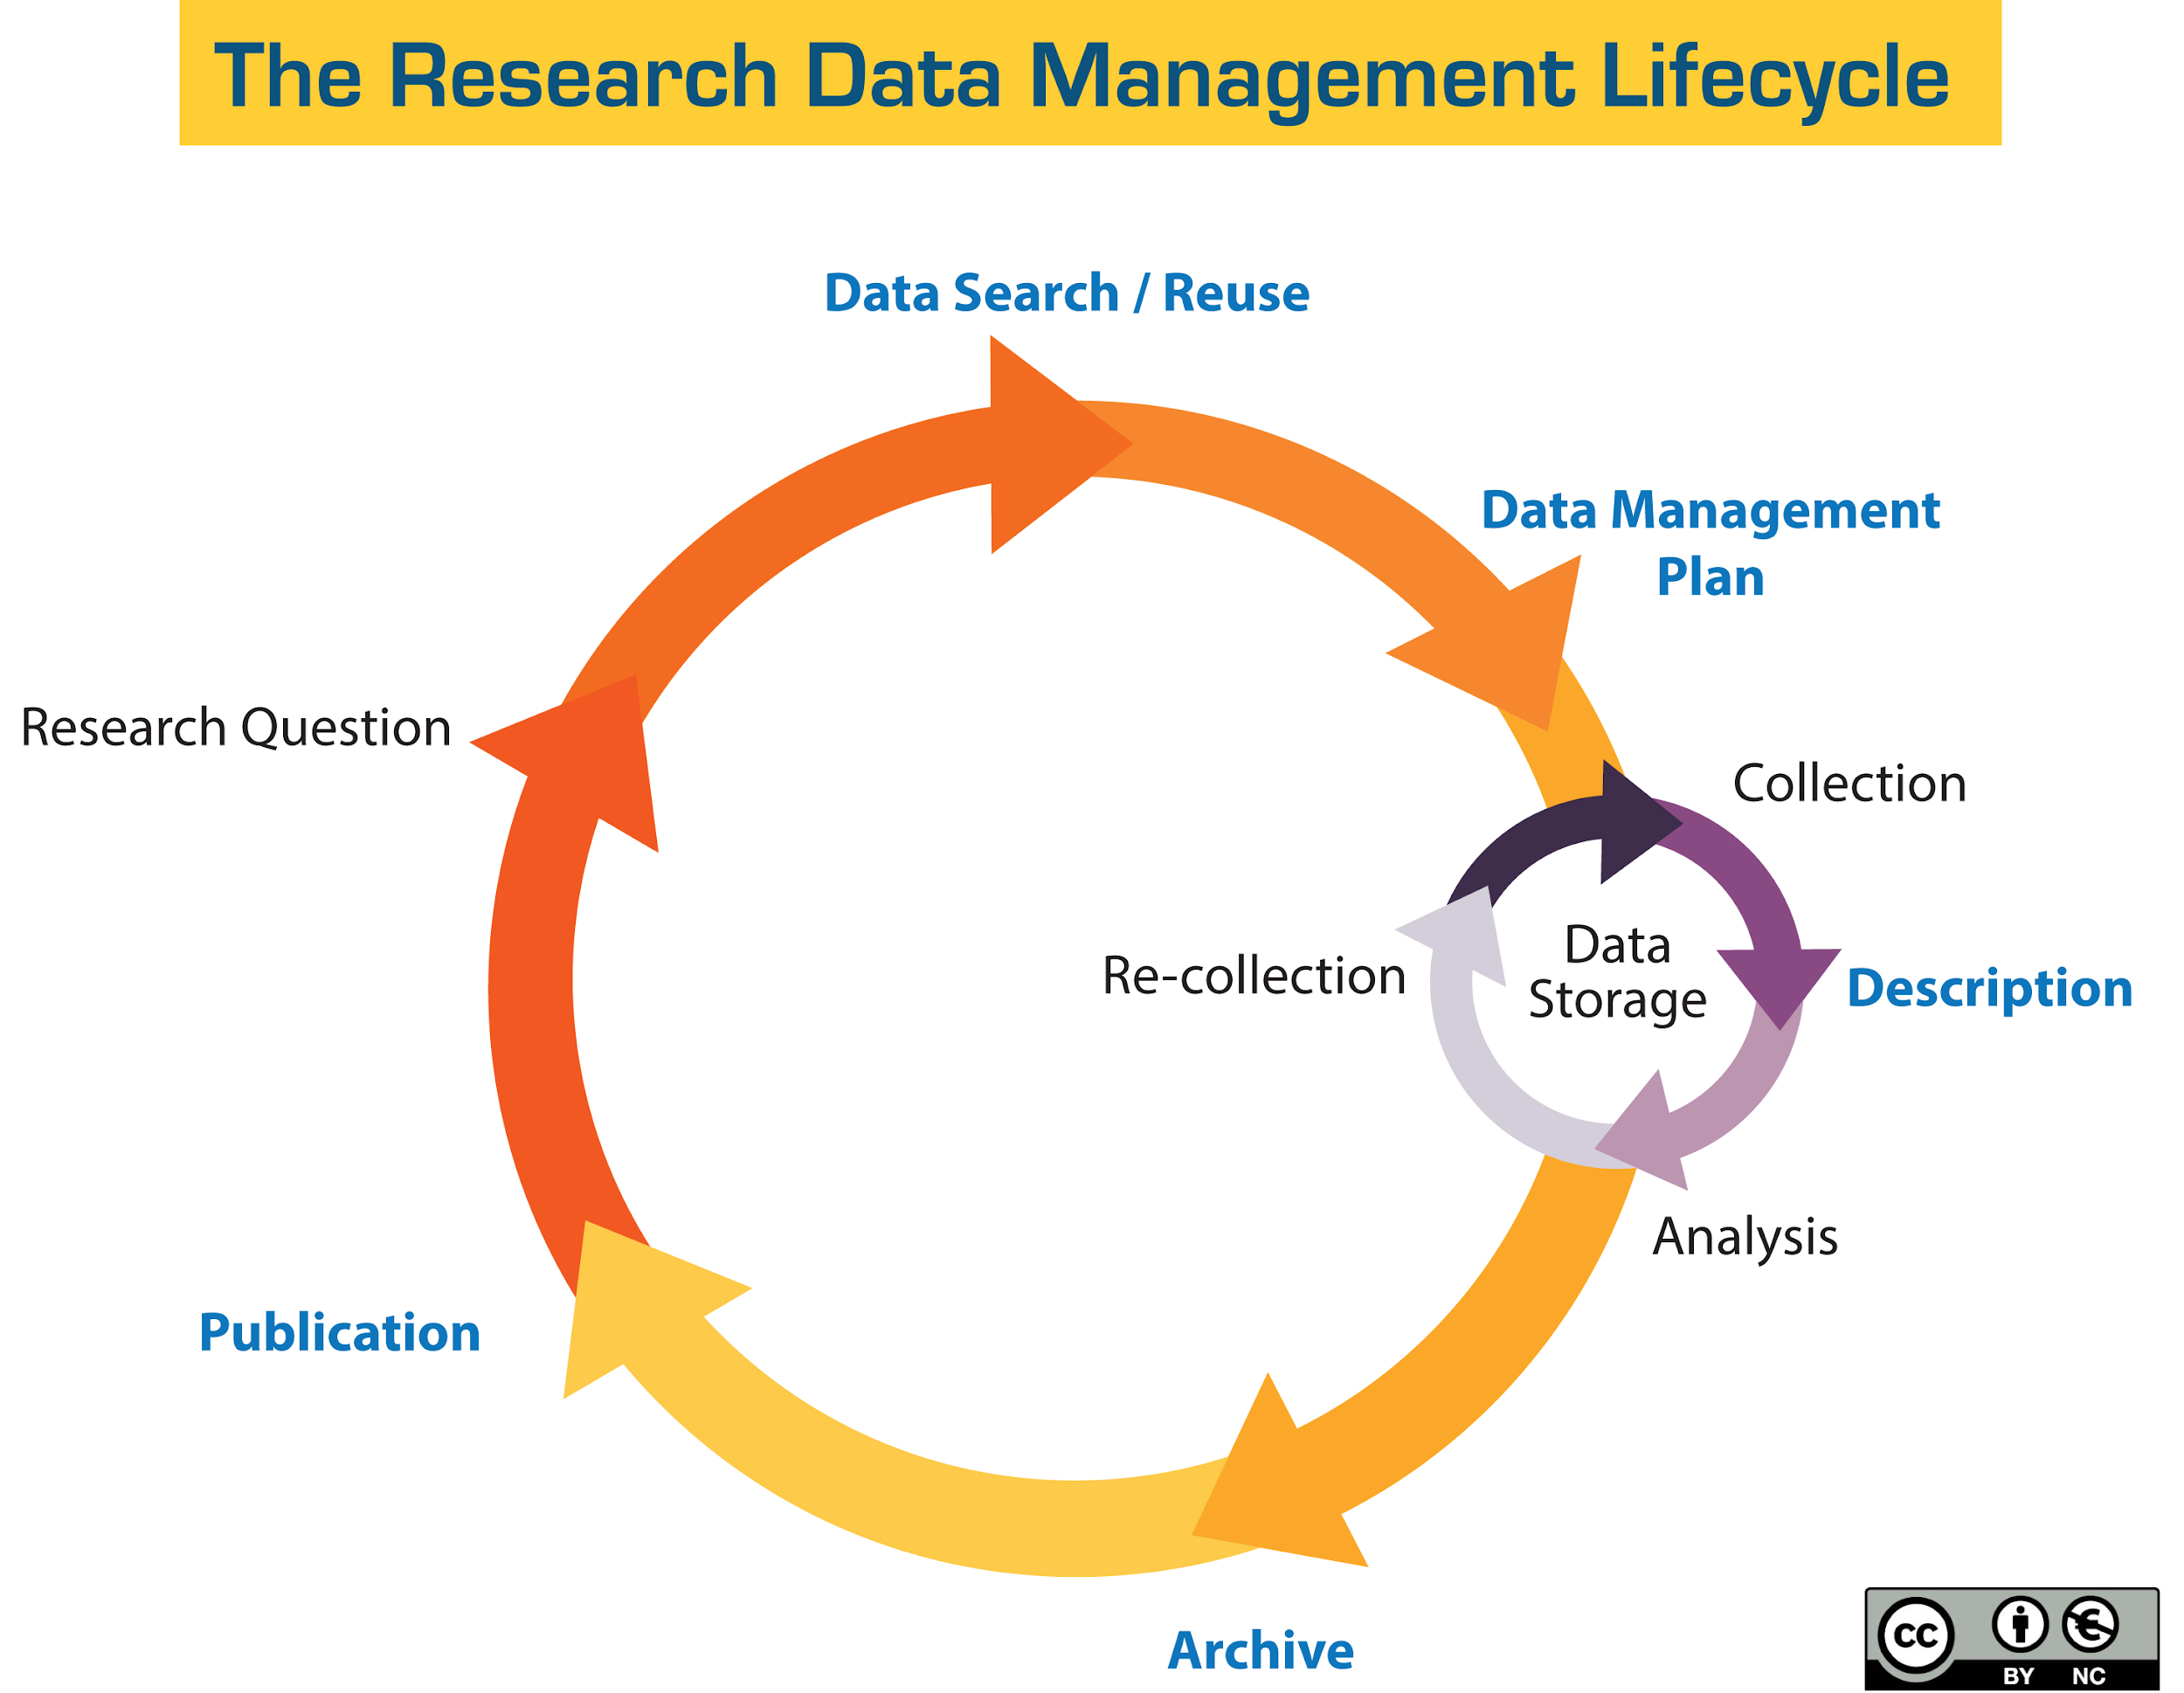 The Research Data Management Lifecycle
Data Search / Reuse
Data Management
Plan
Research Question
Collection
Data
Storage
Re-collection
Description
Analysis
Publication
Archive
cc
BY NC